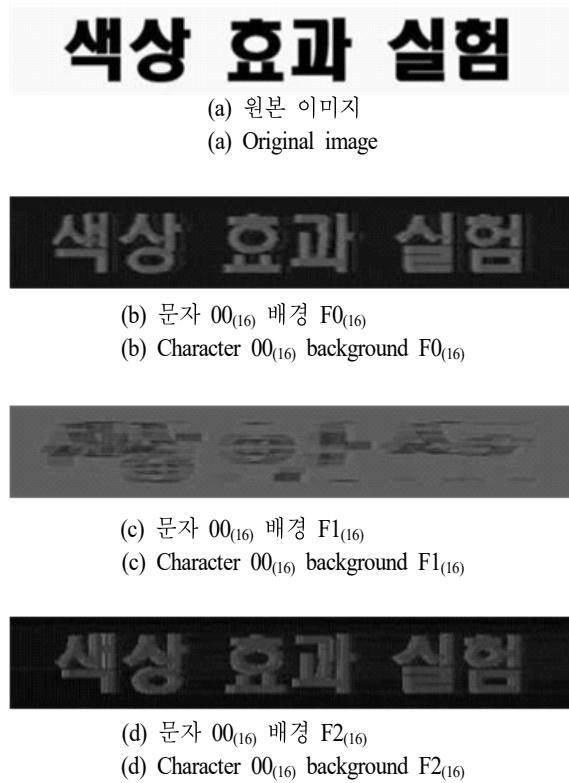 색상 효과 실험
(a) 원본 이미지
(a) Original image
색상 효과 실험
(b) 문자 00(16) 배경 F0(16)
(b) Character 00(16) background F0(16)
(c) 문자 00(16) 배경 F1(16)
(c) Character 00(16) background F1(16)
색상 효과 실험
(d) 문자 00(16) 배경 F2(16)
(d) Character 00(16) background F2(16)